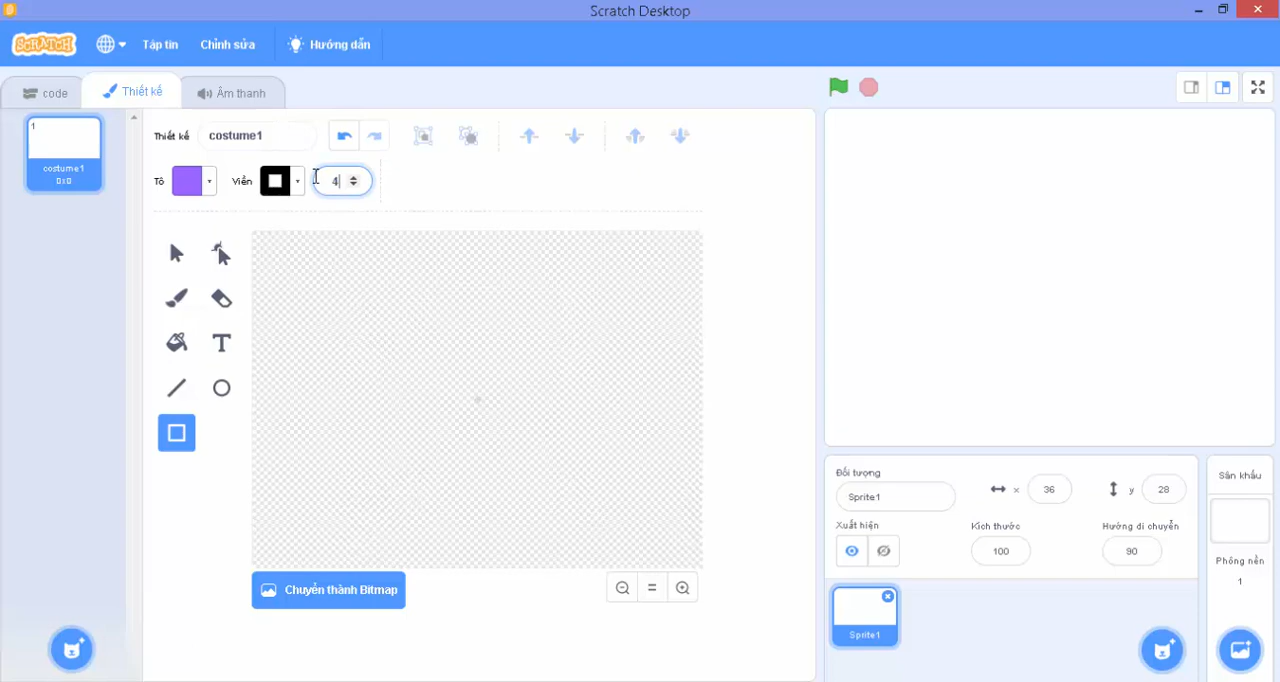 Scratch Desktop
SCRATCH
Tập tin
Chỉnh sửa
Hướng dẫn
code
Thiết kế
Âm thanh
1
costume1
0x0
Thiết kế
costume1
Tô
Viền
4
T
Chuyển thành Bitmap
Đối tượng
Sprite1
x
36
y
28
Xuất hiện
Kích thước
100
Hướng di chuyển
90
Sprite1
Sân khấu
Phông nền
1